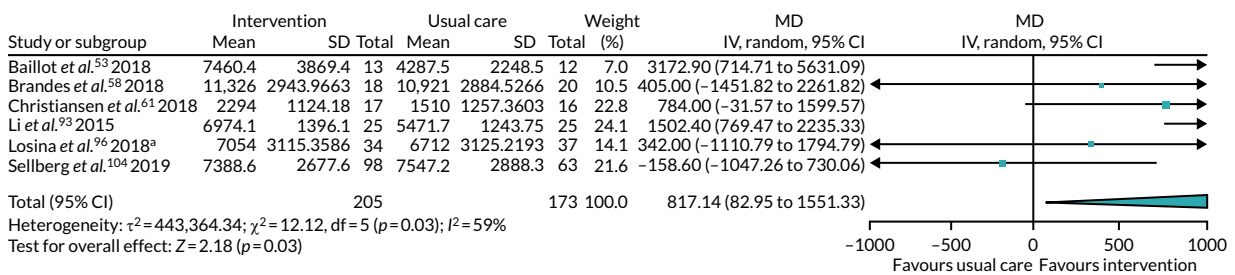 Intervention Usual care Weight MD MD
Study or subgroup Mean SD Total Mean SD Total (%) IV, random, 95% CI IV, random, 95% CI
Baillot et al.53 2018 7460.4 3869.4 13 4287.5 2248.5 12 7.0 3172.90 (714.71 to 5631.09)
Brandes et al.58 2018 11,326 2943.9663 18 10,921 2884.5266 20 10.5 405.00 (−1451.82 to 2261.82)
Christiansen et al.61 2018 2294 1124.18 17 1510 1257.3603 16 22.8 784.00 (−31.57 to 1599.57)
Li et al.93 2015 6974.1 1396.1 25 5471.7 1243.75 25 24.1 1502.40 (769.47 to 2235.33)
Losina et al.96 2018a 7054 3115.3586 34 6712 3125.2193 37 14.1 342.00 (−1110.79 to 1794.79)
Sellberg et al.104 2019 7388.6 2677.6 98 7547.2 2888.3 63 21.6 −158.60 (−1047.26 to 730.06)
Total (95% CI) 205 173 100.0 817.14 (82.95 to 1551.33)
Heterogeneity: τ2 = 443,364.34; χ2 = 12.12, df = 5 (p = 0.03); I2 = 59%
Test for overall effect: Z = 2.18 (p = 0.03)
−1000 −500 0 500 1000
Favours usual care Favours intervention